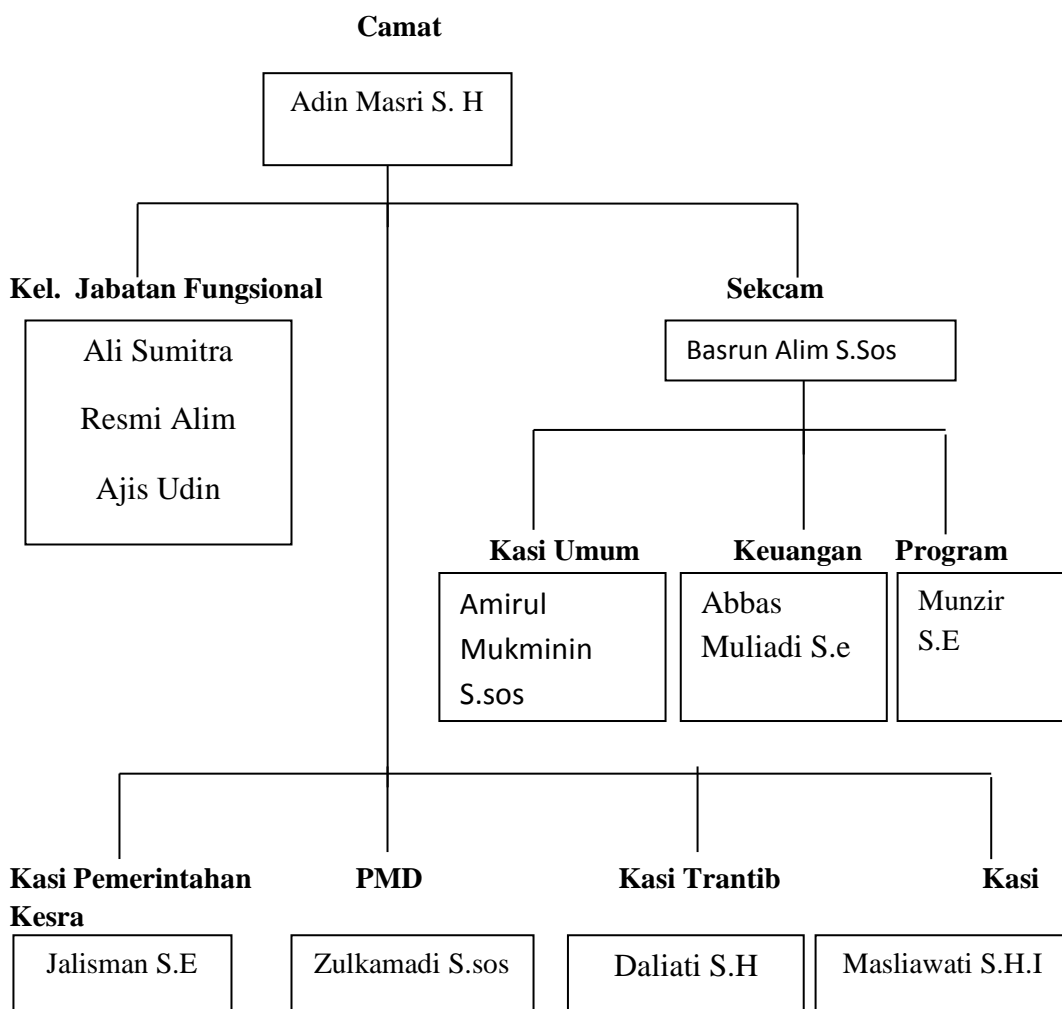 Camat
Adin Masri S. H
Kel. Jabatan Fungsional
Sekcam
Ali Sumitra
Resmi Alim
Ajis Udin
Basrun Alim S.Sos
Kasi Umum
Keuangan
Program
Amirul
Mukminin
S.sos
Abbas
Muliadi S.e
Munzir
S.E
Kasi Pemerintahan
PMD
Kasi Trantib
Kasi
Kesra
Jalisman S.E
Zulkamadi S.sos
Daliati S.H
Masliawati S.H.I